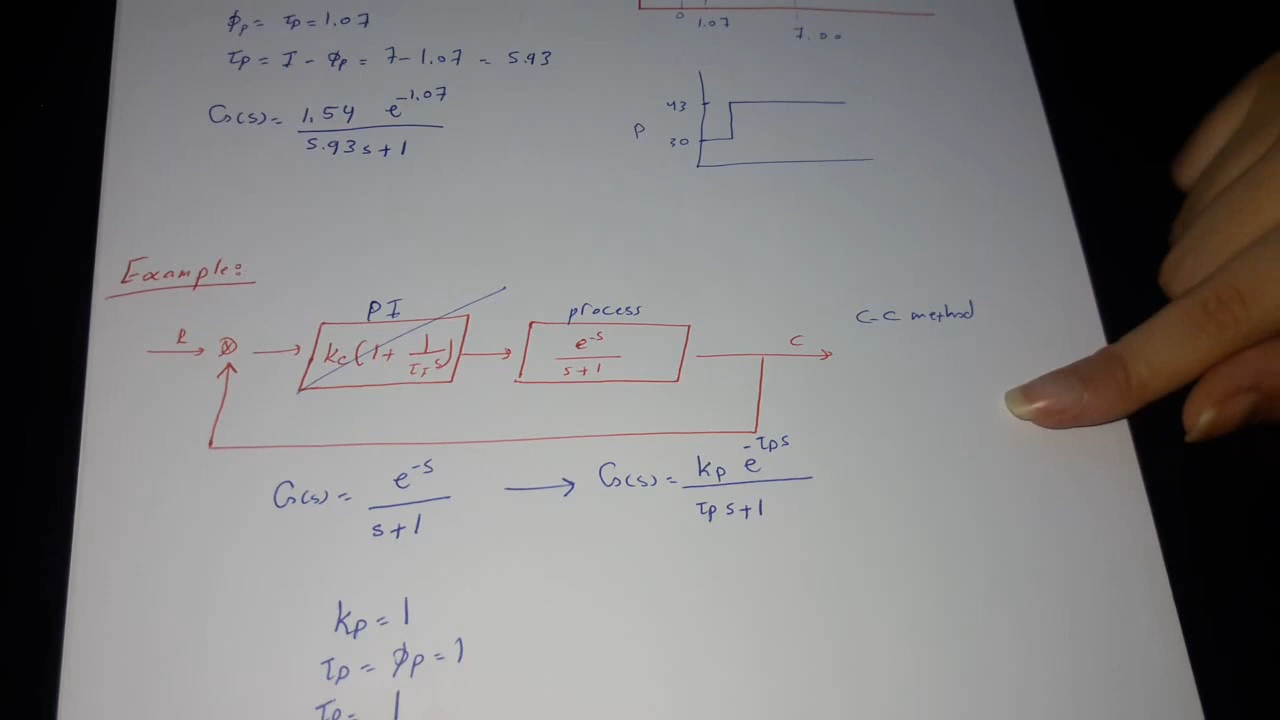 ϕp = τp = 1.07
τp = I - ϕp = 7 - 1.07 = 5.93
G(s) = 1.54 e^-1.07 / 5.93s+1
0 1.07 7.00
43
P
30
Example:
PI
process
C-C method
R
kc(1 + 1/τI s)
e^-s / s+1
C
G(s) = e^-s / s+1 → G(s) = kp e^-τps / τp s+1
kp = 1
τp = ϕp = 1
τp = 1